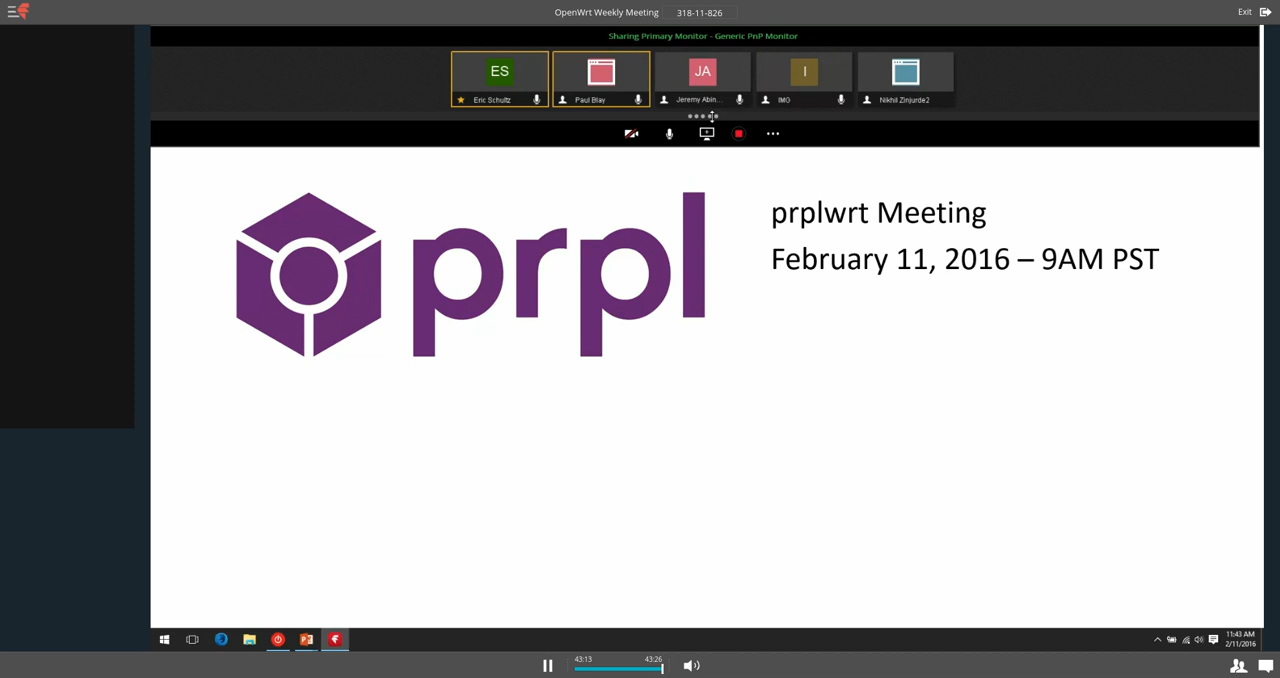 OpenWrt Weekly Meeting 318-11-826
Exit
Sharing Primary Monitor - Generic PnP Monitor
ES
JA
I
Eric Schultz
Paul Blay
Jeremy Abin...
IMG
Nikhil Zinjurde2
prpl
prplwrt Meeting
February 11, 2016 – 9AM PST
11:43 AM
2/11/2016
43:13
43:26